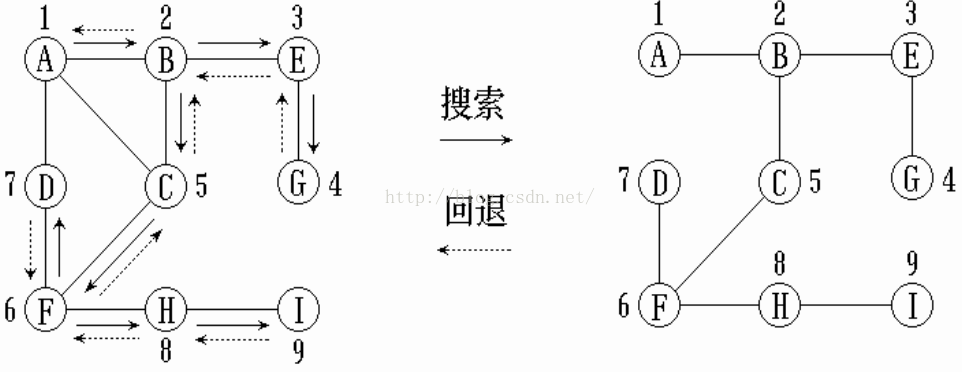 1 2 3
A B E
7 D C 5 G 4
6 F H I
8 9
搜索
http://blog.csdn.net/
回退
1 2 3
A B E
7 D C 5 G 4
8 9
6 F H I